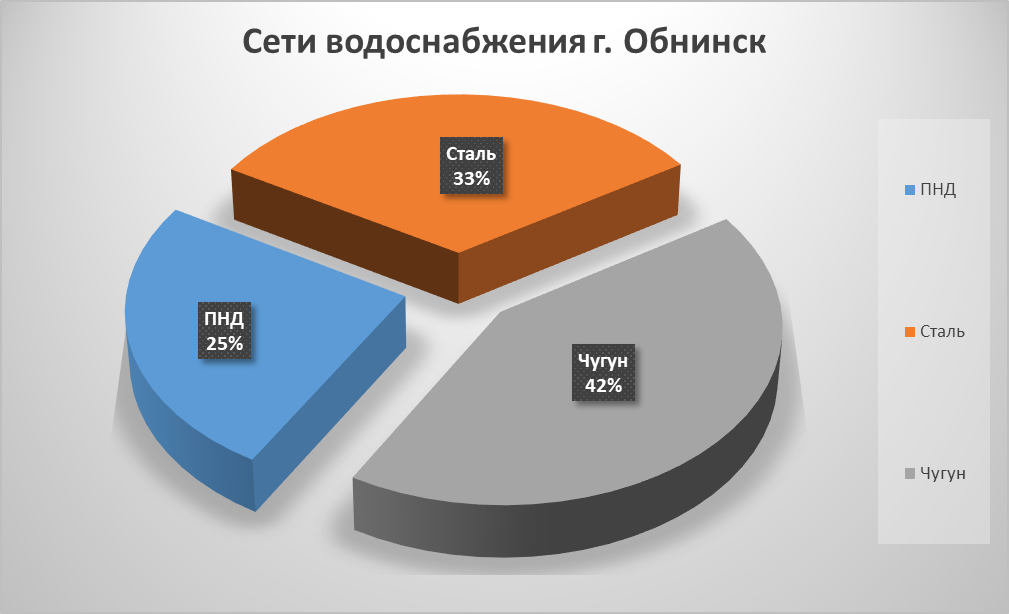 Сети водоснабжения г. Обнинск
Сталь
33%
ПНД
25%
Чугун
42%
ПНД
Сталь
Чугун